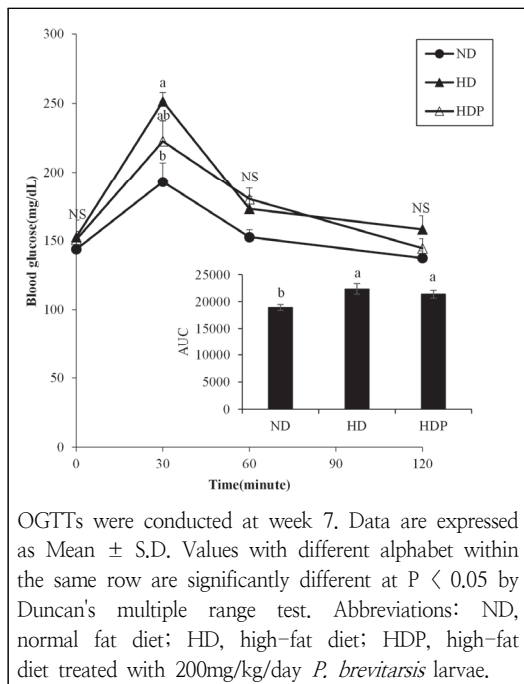 300
250
200
150
100
50
0
Blood glucose(mg/dL)
ND
HD
HDP
a
ab
b
NS
NS
NS
0
30
60
90
120
Time(minute)
25000
20000
15000
10000
5000
0
AUC
b
a
a
ND
HD
HDP
OGTTs were conducted at week 7. Data are expressed
as Mean ± S.D. Values with different alphabet within
the same row are significantly different at P < 0.05 by
Duncan's multiple range test. Abbreviations: ND,
normal fat diet; HD, high-fat diet; HDP, high-fat
diet treated with 200mg/kg/day P. brevitarsis larvae.